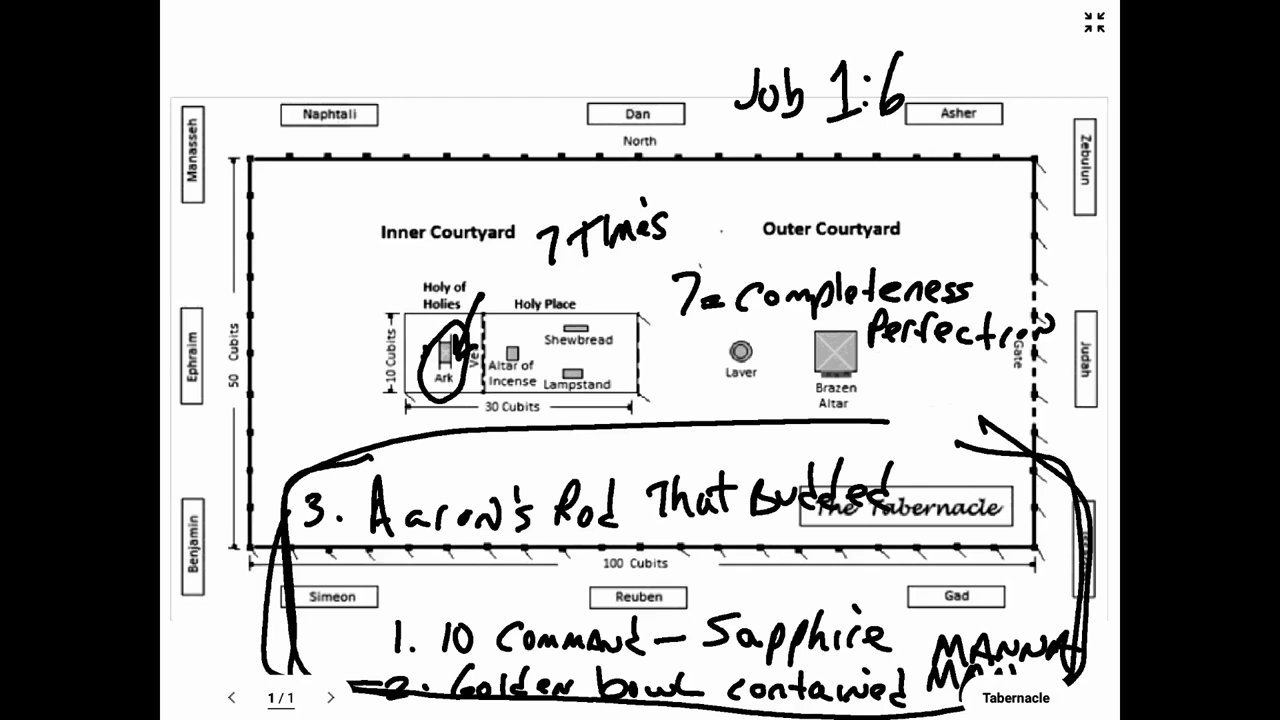 Job 1:6
Naphtali
Dan
Asher
North
Manasseh
Zebulun
Inner Courtyard
7 times
Outer Courtyard
7 = completeness
Perfection
Holy of
Holies
Holy Place
50 Cubits
10 Cubits
Ark
Altar of
Incense
Shewbread
Lampstand
Laver
Brazen
Altar
Gate
Ephraim
Judah
30 Cubits
3. Aaron's Rod That Budded
The Tabernacle
Benjamin
100 Cubits
Simeon
Reuben
Gad
1. 10 Command - Sapphire
MANNA
2. Golden bowl contained
1 / 1
Tabernacle